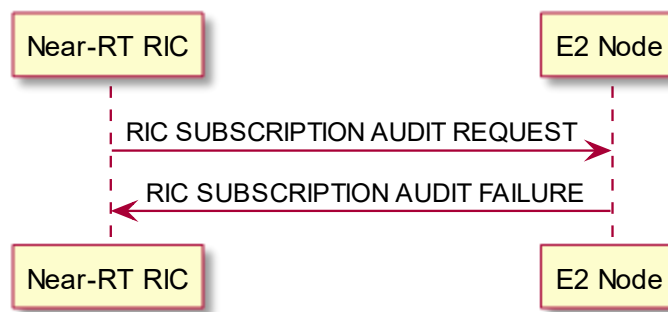 Near-RT RIC
E2 Node
RIC SUBSCRIPTION AUDIT REQUEST
RIC SUBSCRIPTION AUDIT FAILURE
Near-RT RIC
E2 Node